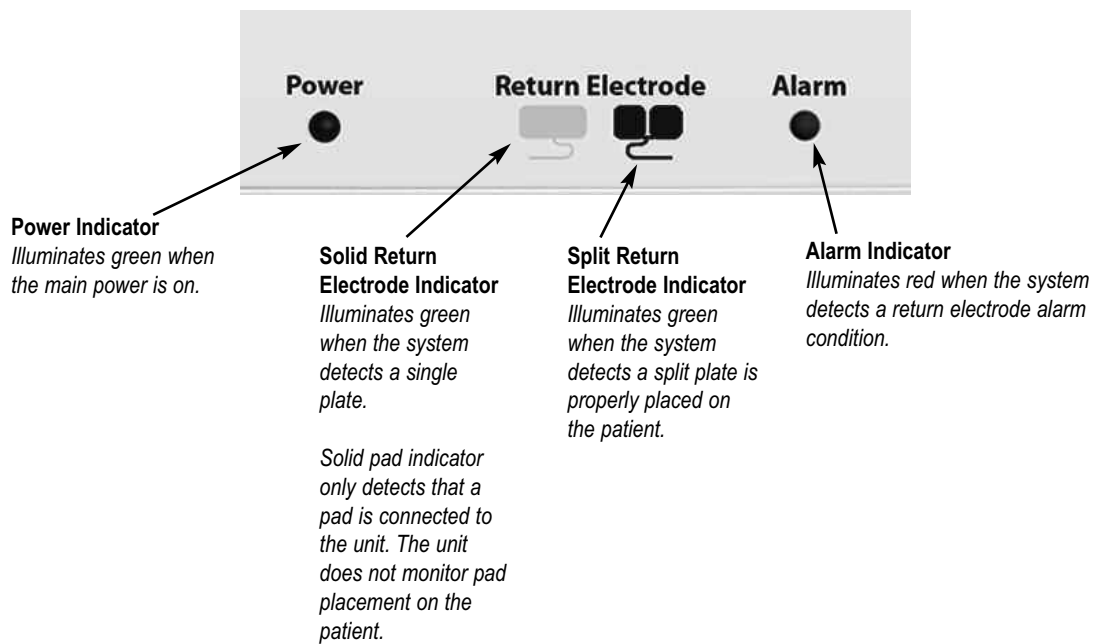 Power
Return Electrode
Alarm
Power Indicator
Illuminates green when
the main power is on.
Solid Return
Electrode Indicator
Illuminates green
when the system
detects a single
plate.
Solid pad indicator
only detects that a
pad is connected to
the unit. The unit
does not monitor pad
placement on the
patient.
Split Return
Electrode Indicator
Illuminates green
when the system
detects a split plate is
properly placed on
the patient.
Alarm Indicator
Illuminates red when the system
detects a return electrode alarm
condition.